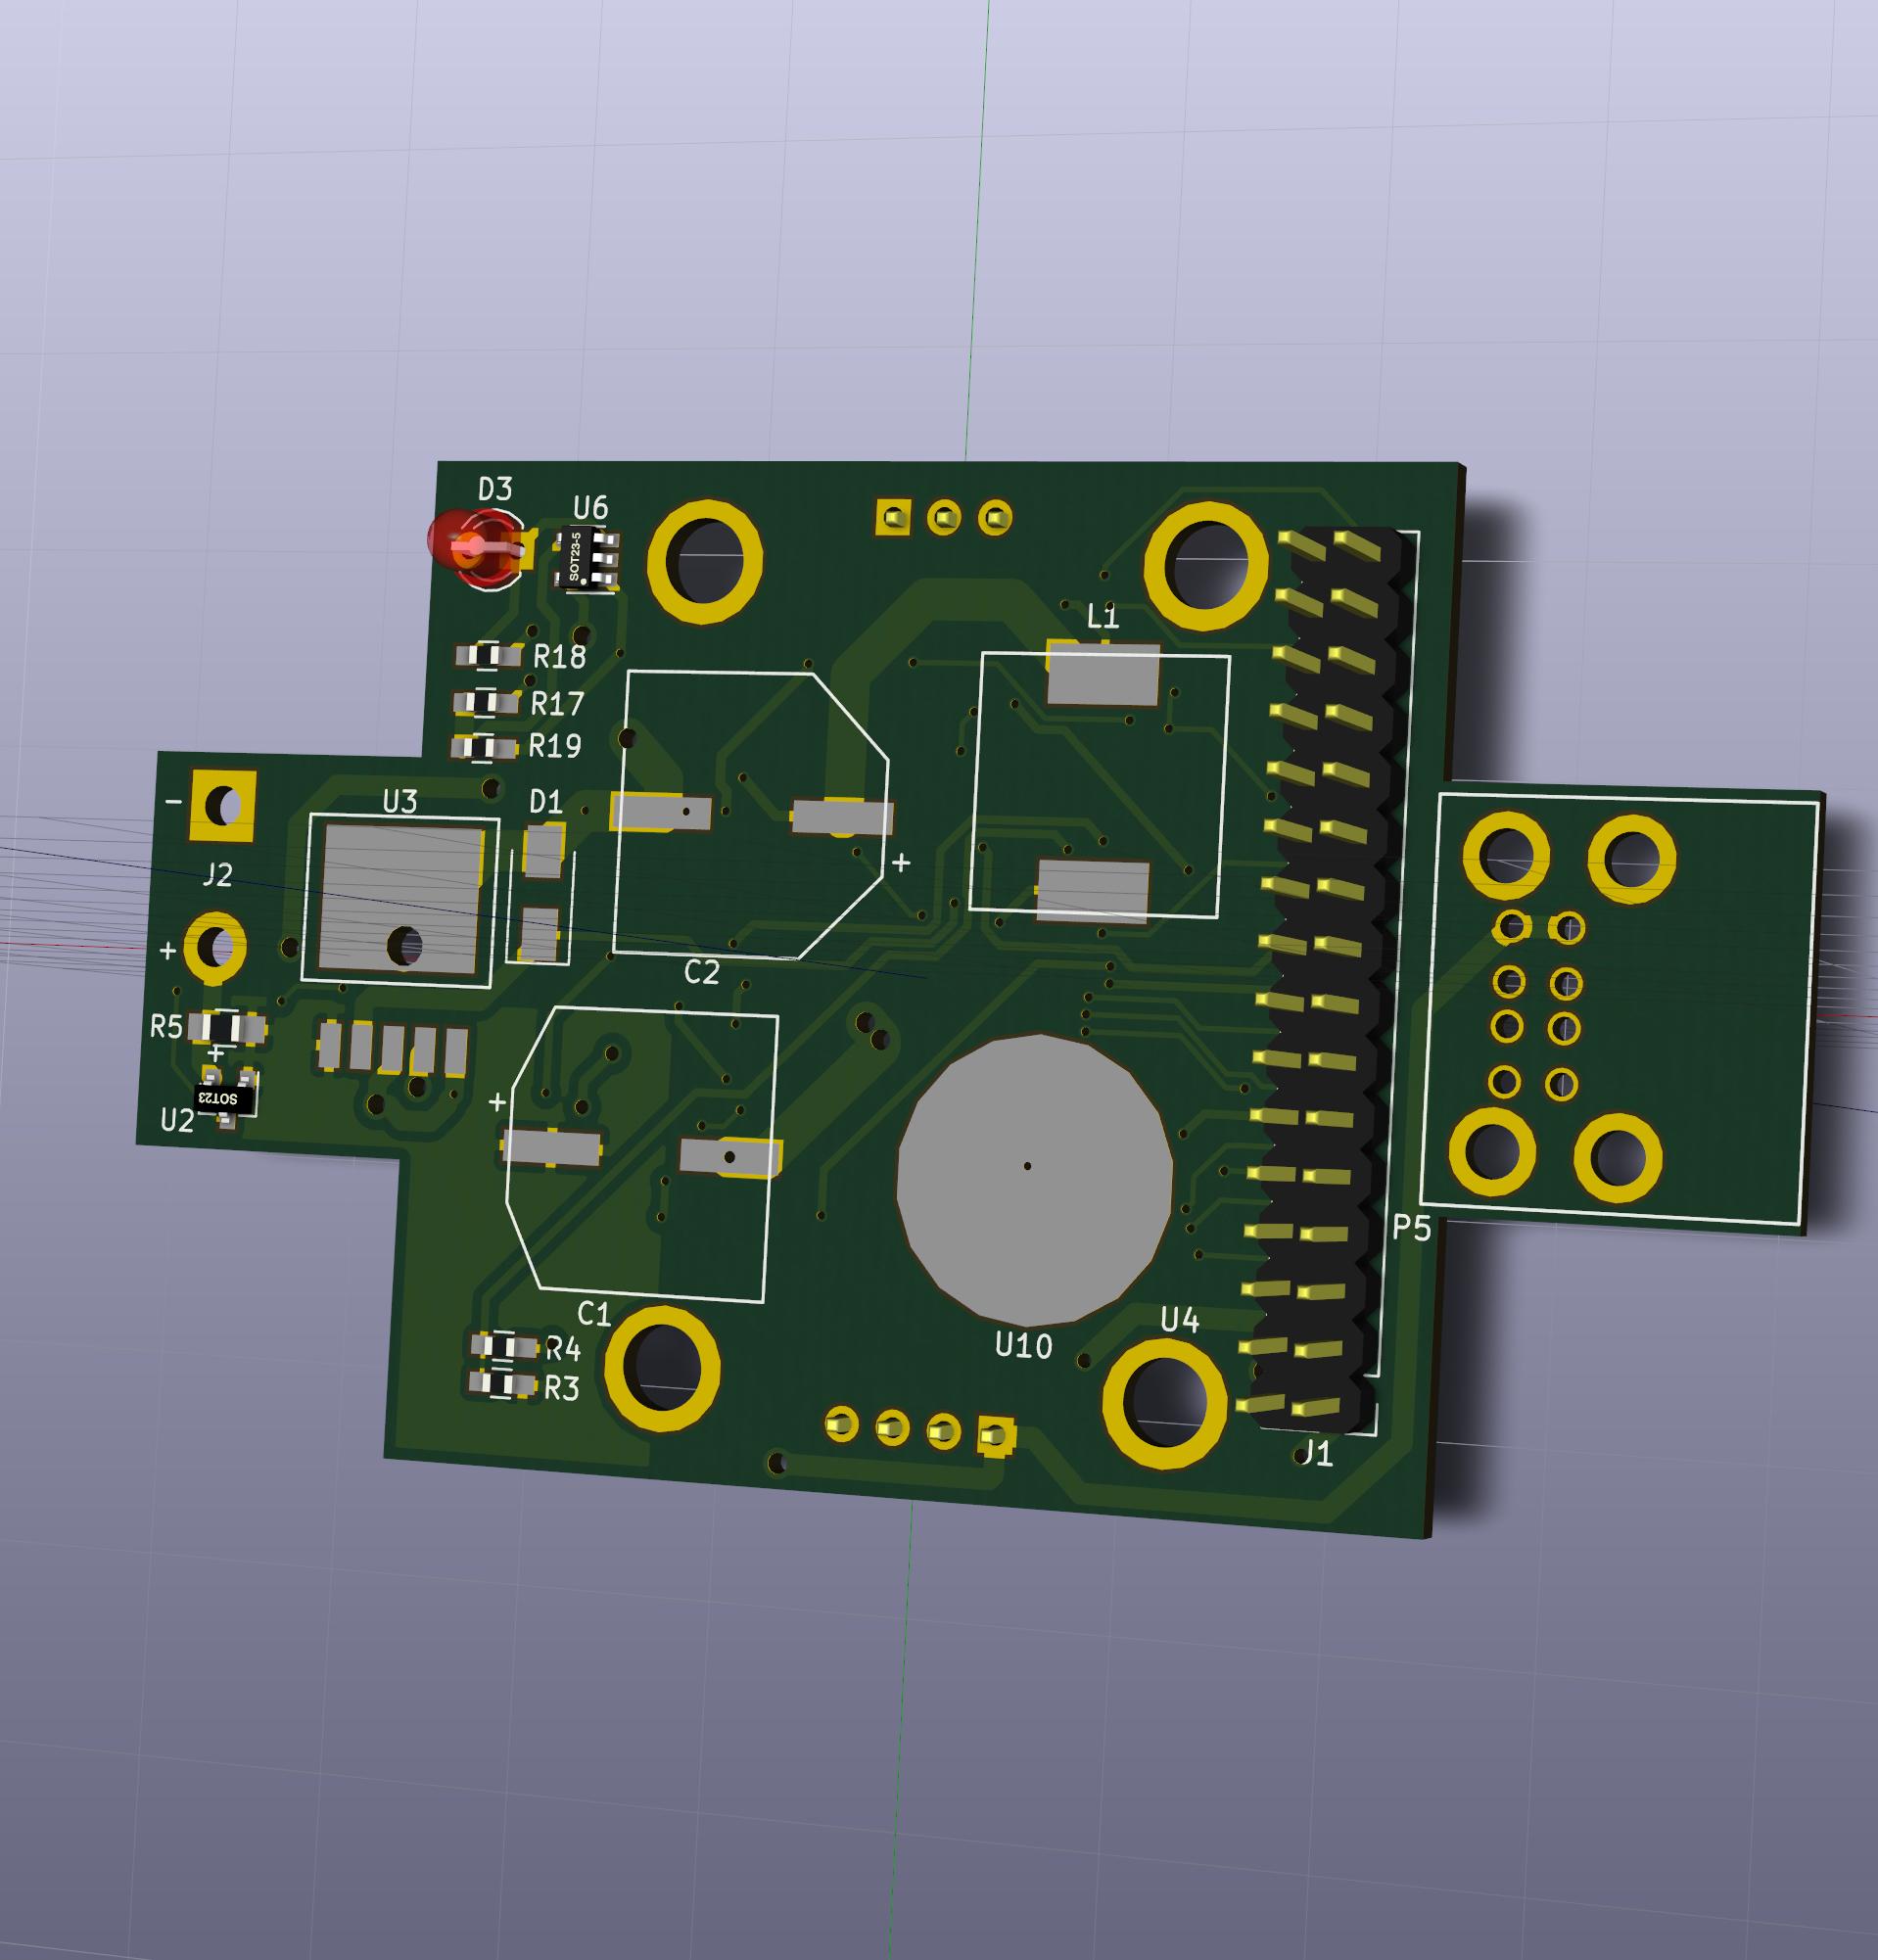 D3
U6
SOT23-5
L1
R18
R17
R19
-
U3
D1
J2
+
+
C2
R5
+
SOT23
U2
+
P5
C1
U4
U10
R4
R3
J1